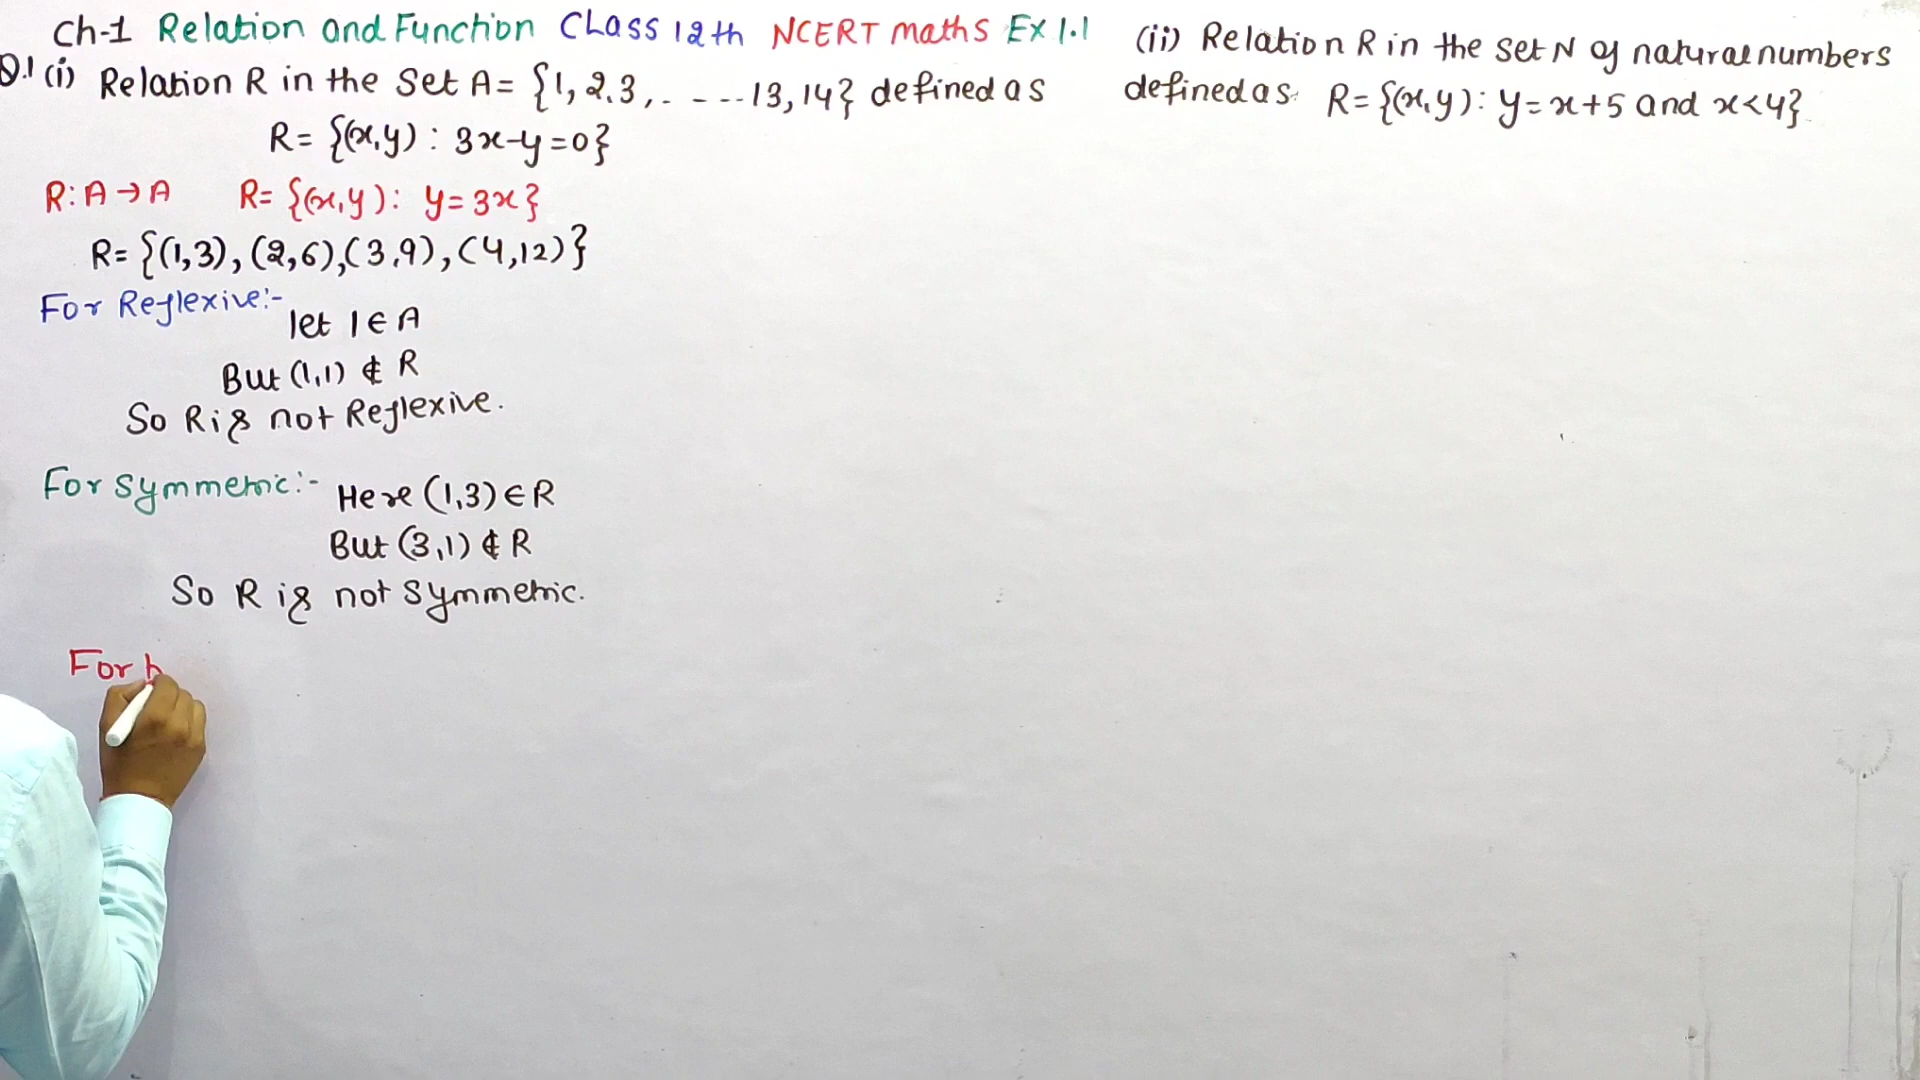 Ch-1 Relation and Function Class 12th NCERT maths Ex 1.1
Q.1 (i) Relation R in the Set A = {1, 2, 3, - - - - 13, 14} defined as
R = {(x,y) : 3x-y=0}
R: A → A R = {(x,y) : y = 3x}
R = {(1,3), (2,6), (3,9), (4,12)}
For Reflexive:-
let 1 ∈ A
But (1,1) ∉ R
So R is not Reflexive.
For Symmetric:-
Here (1,3) ∈ R
But (3,1) ∉ R
So R is not Symmetric.
For
(ii) Relation R in the set N of natural numbers
defined as R = {(x,y) : y = x+5 and x<4}